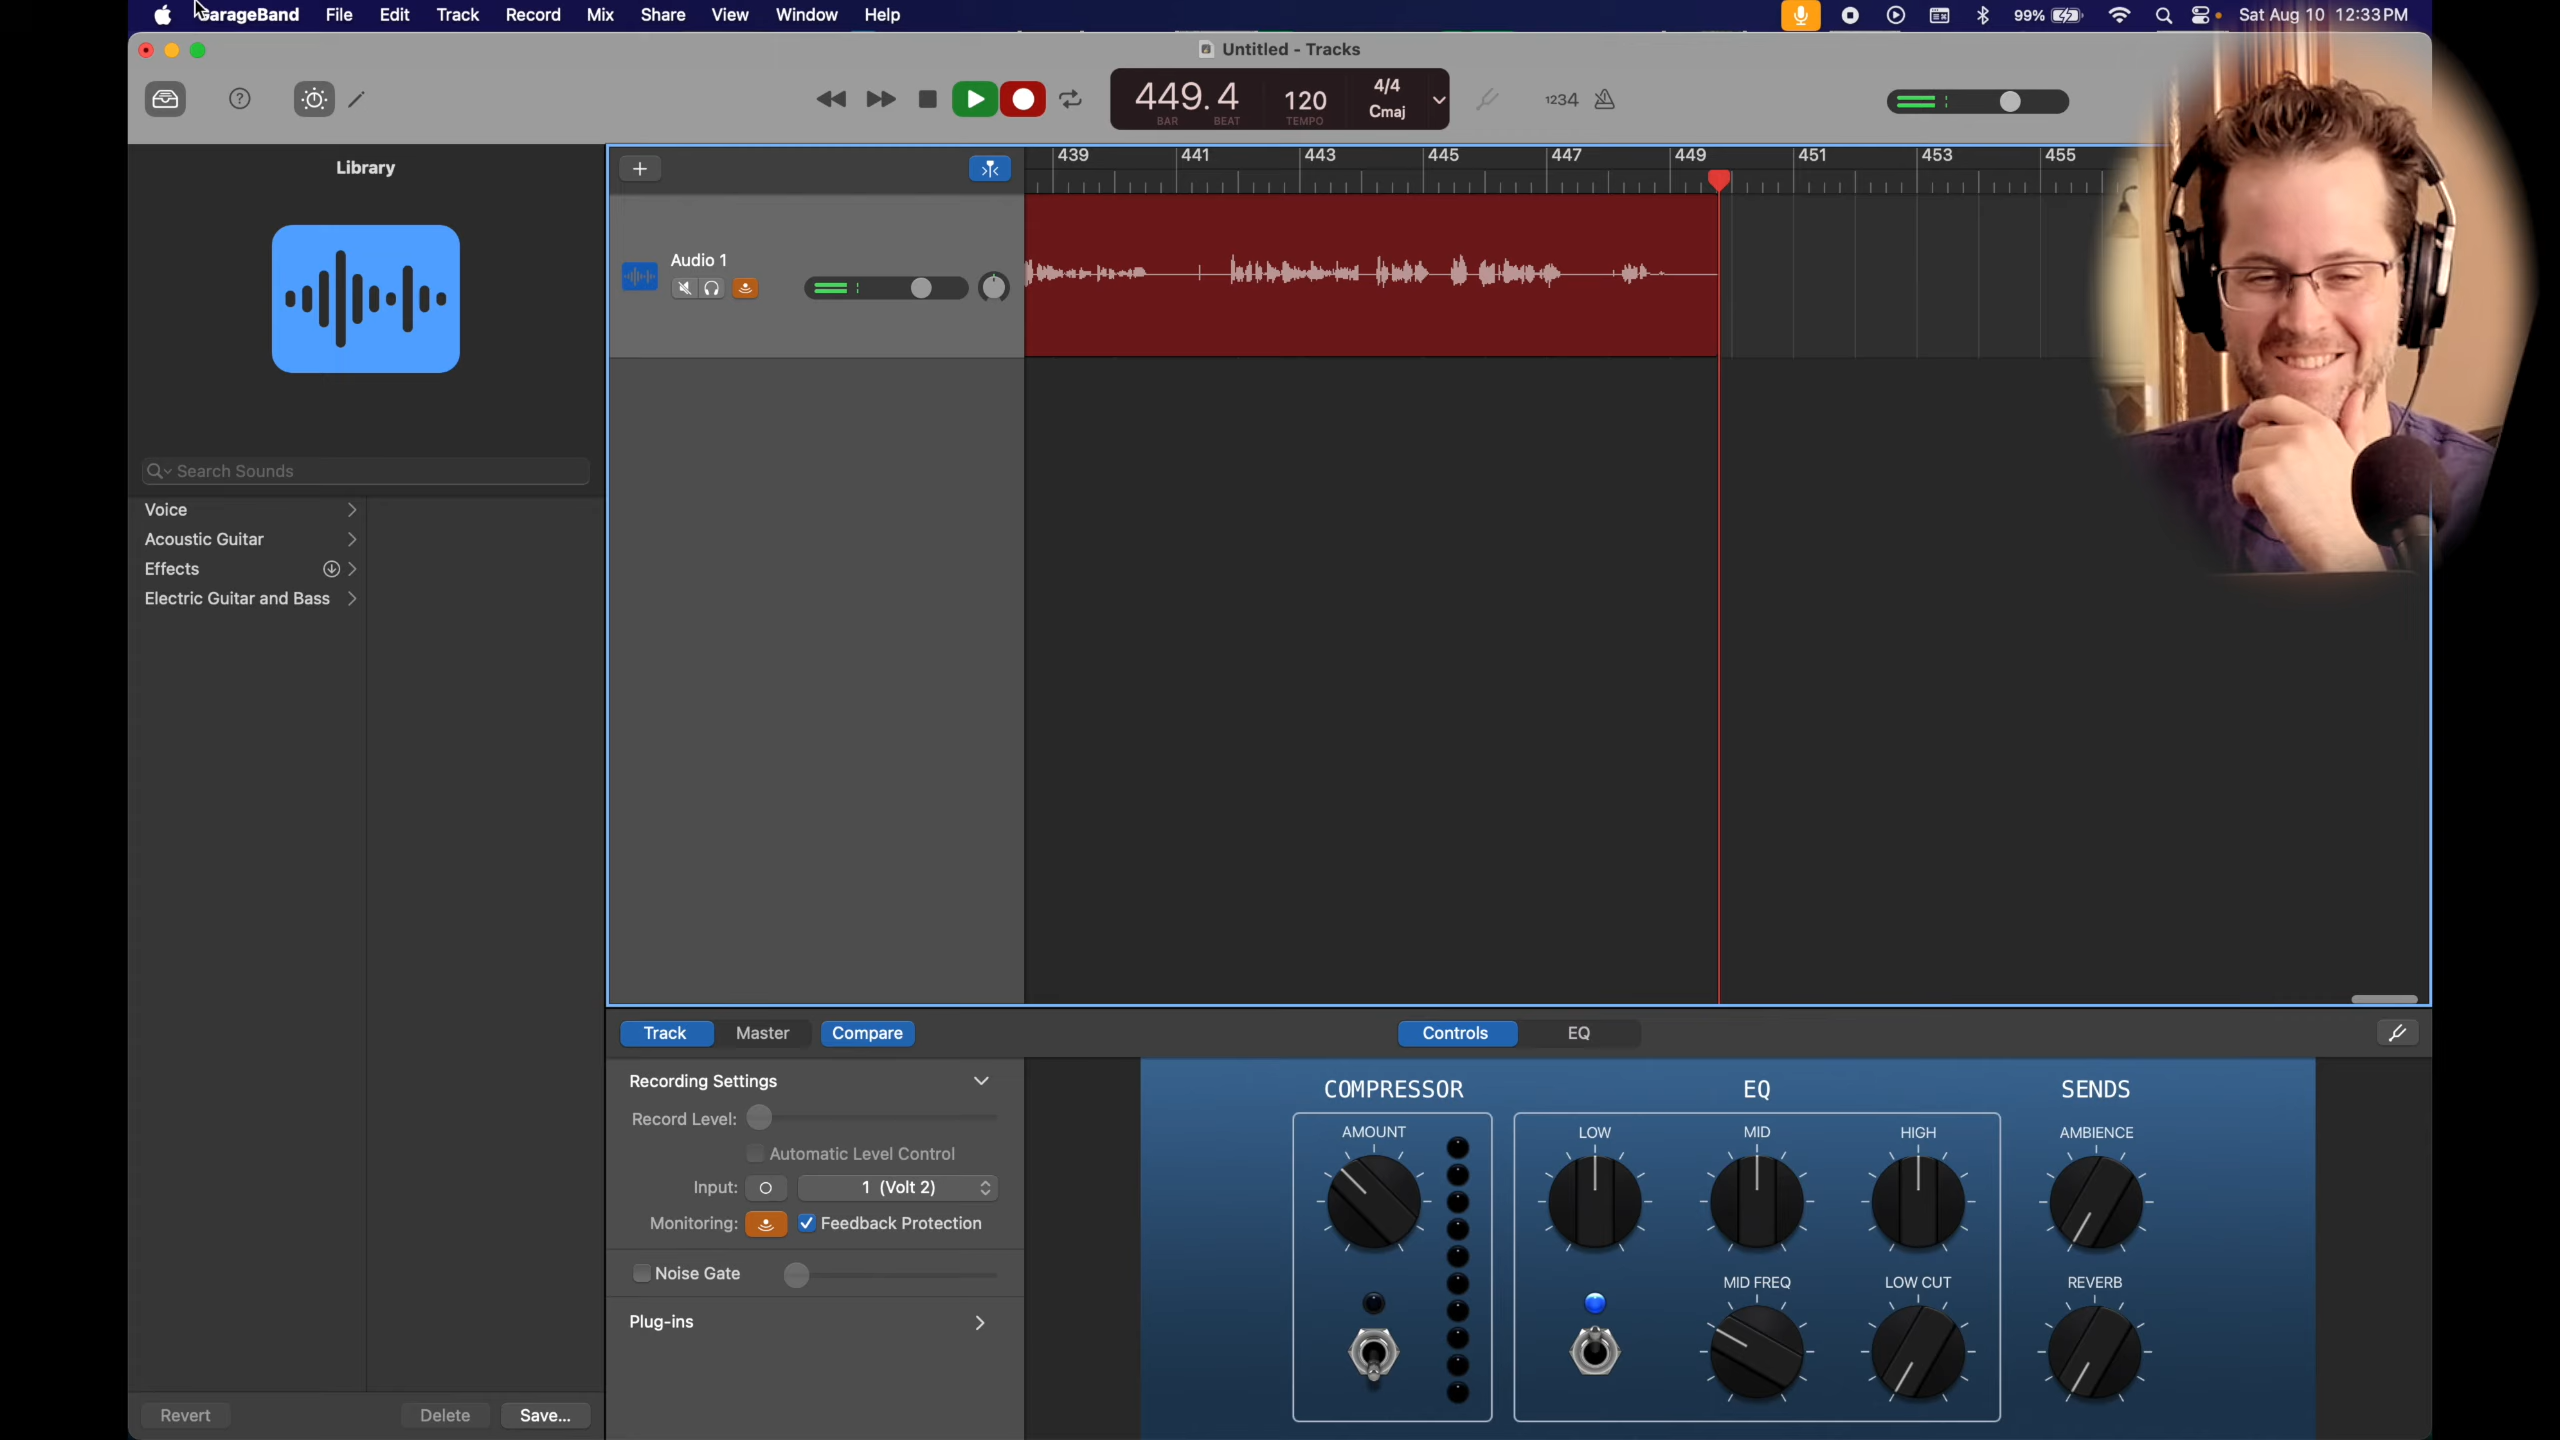 GarageBand File Edit Track Record Mix Share View Window Help 99% Sat Aug 10 12:33 PM
Untitled - Tracks
449.4 120 4/4 Cmaj
BAR BEAT TEMPO
1234
Library
439 441 443 445 447 449 451 453 455
Audio 1
Search Sounds
Voice
Acoustic Guitar
Effects
Electric Guitar and Bass
Track Master Compare Controls EQ
Recording Settings
Record Level:
Automatic Level Control
Input: 1 (Volt 2)
Monitoring: Feedback Protection
Noise Gate
Plug-ins
COMPRESSOR EQ SENDS
AMOUNT LOW MID HIGH AMBIENCE
MID FREQ LOW CUT REVERB
Revert Delete Save...